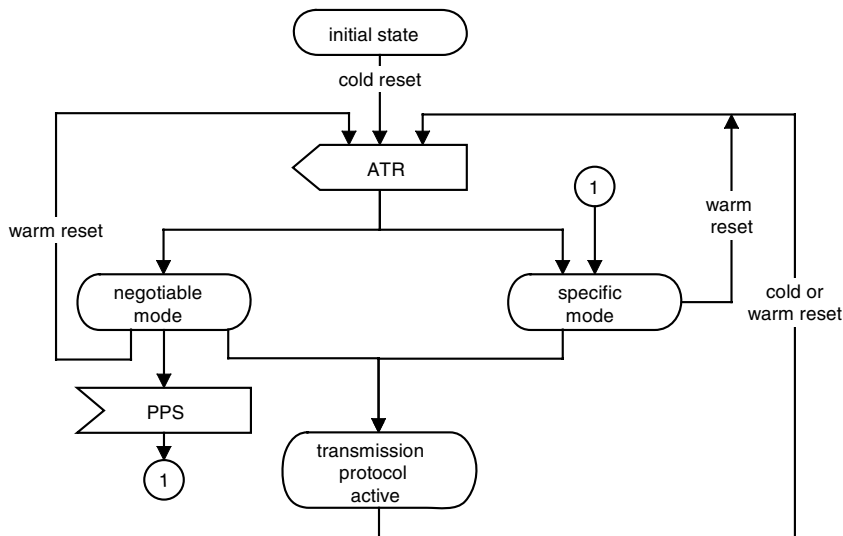 initial state
cold reset
ATR
1
warm reset
warm
reset
negotiable
mode
specific
mode
cold or
warm reset
PPS
transmission
protocol
active
1